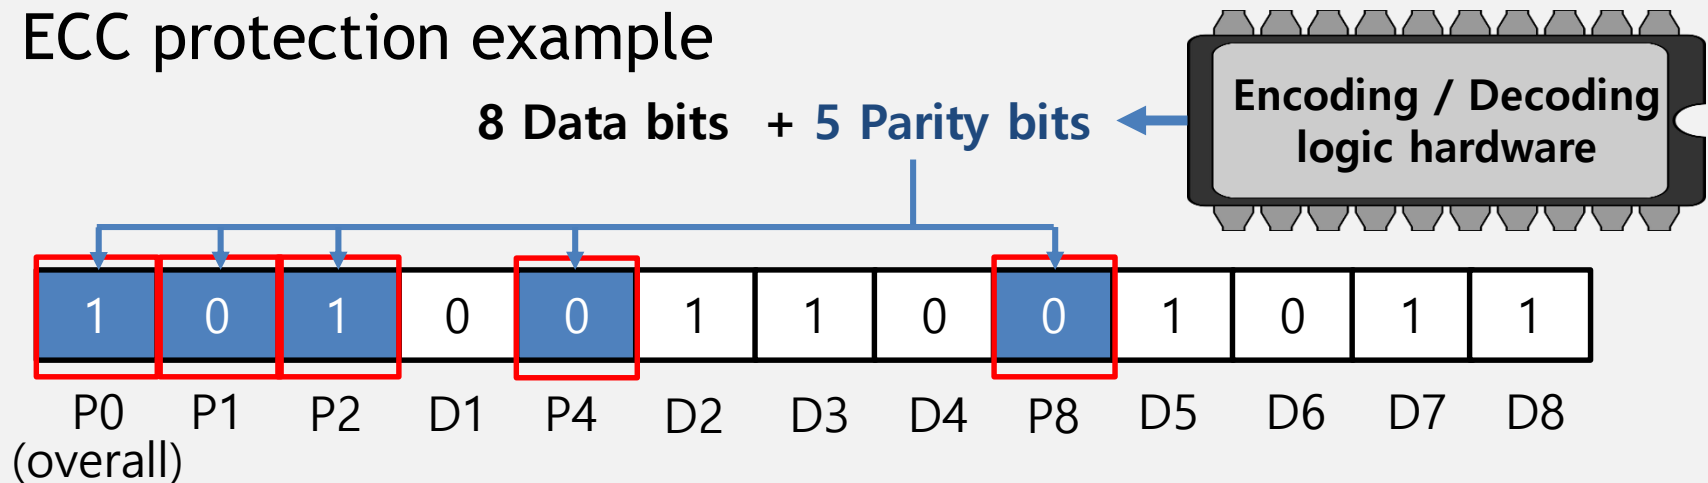 ECC protection example
8 Data bits + 5 Parity bits
Encoding / Decoding
logic hardware
1 0 1 0 0 1 1 0 0 1 0 1 1
P0 P1 P2 D1 P4 D2 D3 D4 P8 D5 D6 D7 D8
(overall)